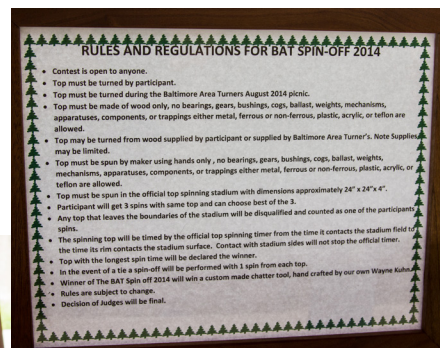 RULES AND REGULATIONS FOR BAT SPIN-OFF 2014
• Contest is open to anyone.
• Top must be turned by participant.
• Top must be turned during the Baltimore Area Turners August 2014 picnic.
• Top must be made of wood only, no bearings, gears, bushings, cogs, ballast, weights, mechanisms,
apparatuses, components, or trappings either metal, ferrous or non-ferrous, plastic, acrylic, or teflon are
allowed.
• Top may be turned from wood supplied by participant or supplied by Baltimore Area Turner's. Note Supplies
may be limited.
• Top must be spun by maker using hands only , no bearings, gears, bushings, cogs, ballast, weights,
mechanisms, apparatuses, components, or trappings either metal, ferrous or non-ferrous, plastic, acrylic, or
teflon are allowed.
• Top must be spun in the official top spinning stadium with dimensions approximately 24" x 24"x 4".
• Participant will get 3 spins with same top and can choose best of the 3.
• Any top that leaves the boundaries of the stadium will be disqualified and counted as one of the participants
spins.
• The spinning top will be timed by the official top spinning timer from the time it contacts the stadium field to
the time its rim contacts the stadium surface. Contact with stadium sides will not stop the official timer.
• Top with the longest spin time will be declared the winner.
• In the event of a tie a spin-off will be performed with 1 spin from each top.
• Winner of The BAT Spin off 2014 will win a custom made chatter tool, hand crafted by our own Wayne Kuhn.
• Rules are subject to change.
• Decision of Judges will be final.